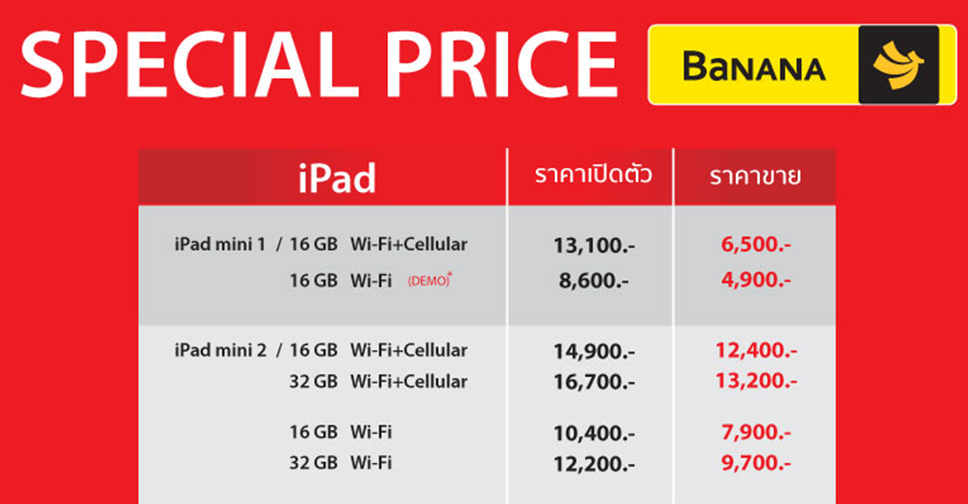 SPECIAL PRICE BaNANA
iPad ราคาเปิดตัว ราคาขาย
iPad mini 1 / 16 GB Wi-Fi+Cellular 13,100.- 6,500.-
16 GB Wi-Fi (DEMO)* 8,600.- 4,900.-
iPad mini 2 / 16 GB Wi-Fi+Cellular 14,900.- 12,400.-
32 GB Wi-Fi+Cellular 16,700.- 13,200.-
16 GB Wi-Fi 10,400.- 7,900.-
32 GB Wi-Fi 12,200.- 9,700.-